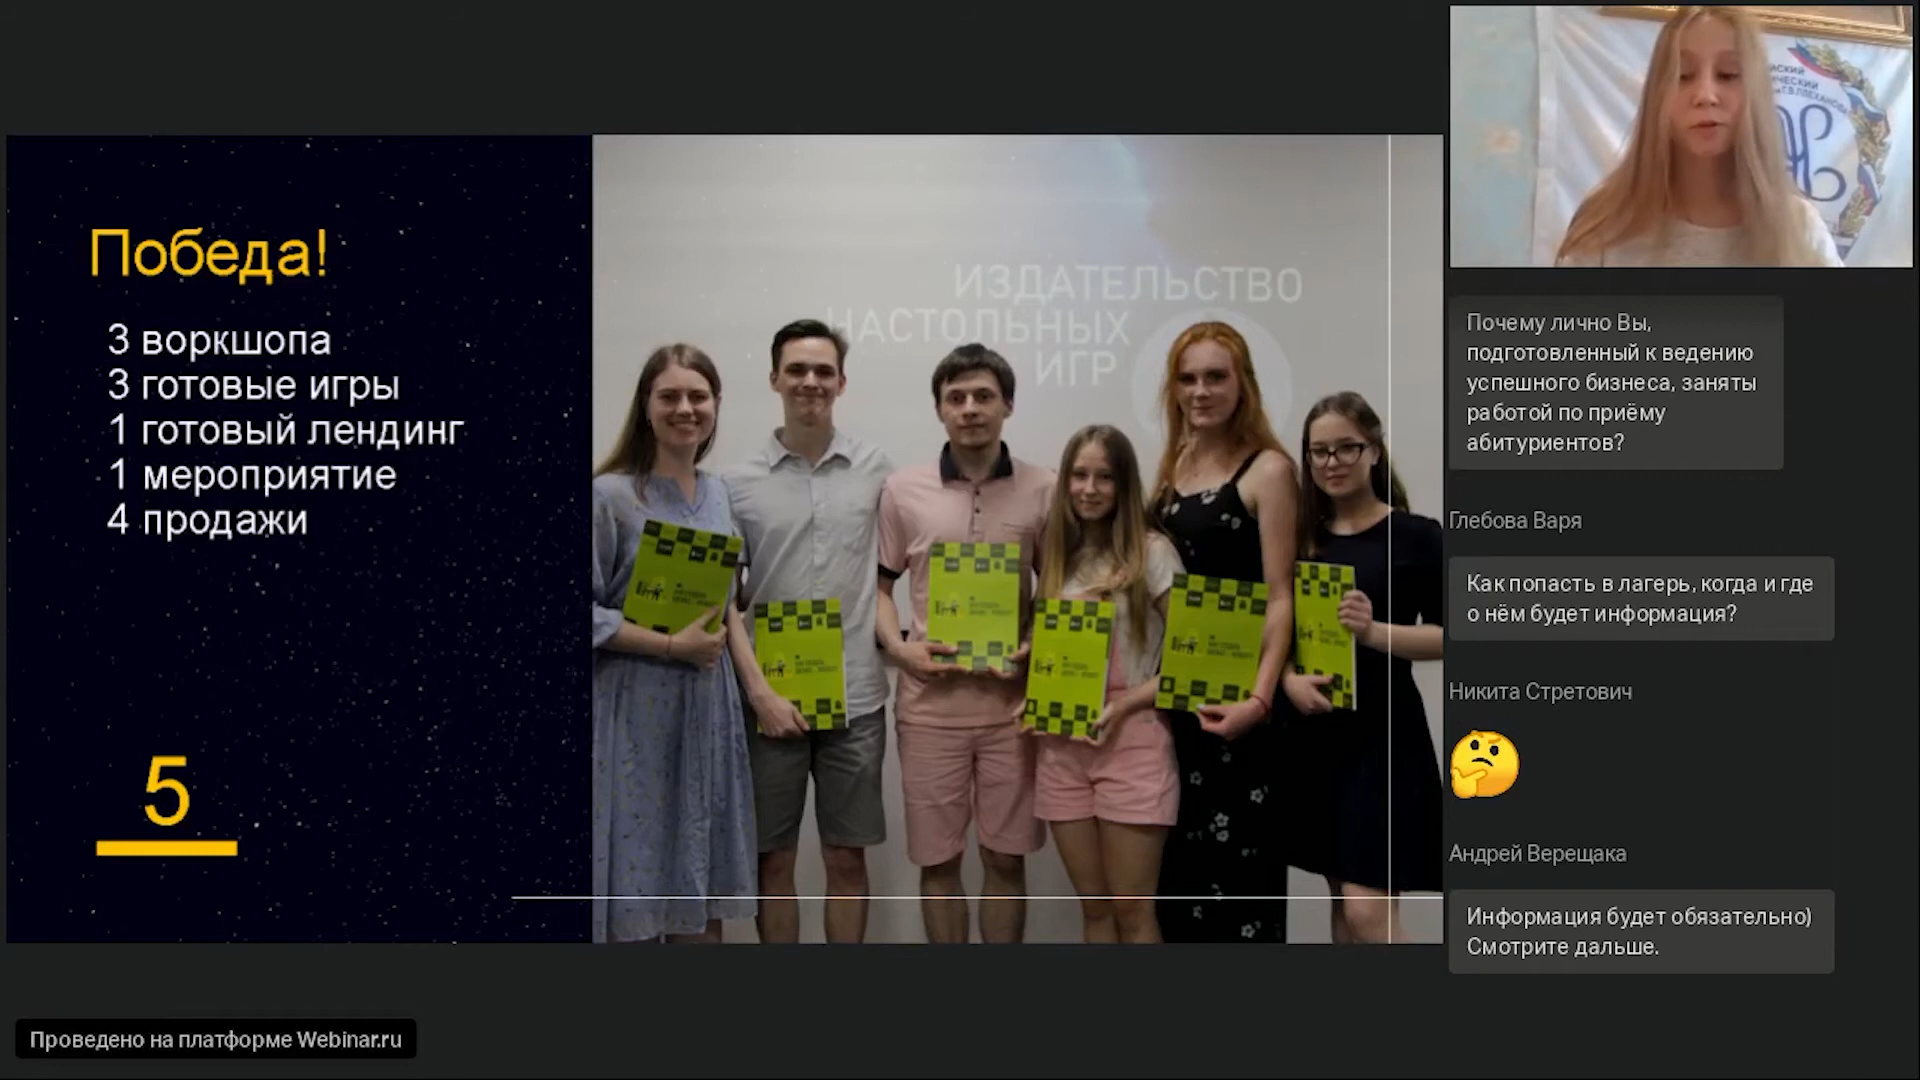 Победа!
3 воркшопа
3 готовые игры
1 готовый лендинг
1 мероприятие
4 продажи
5
ИЗДАТЕЛЬСТВО
НАСТОЛЬНЫХ
ИГР
Г.В.ПЛЕХАНОВА
Почему лично Вы,
подготовленный к ведению
успешного бизнеса, заняты
работой по приёму
абитуриентов?
Глебова Варя
Как попасть в лагерь, когда и где
о нём будет информация?
Никита Стретович
Андрей Верещака
Информация будет обязательно)
Смотрите дальше.
Проведено на платформе Webinar.ru